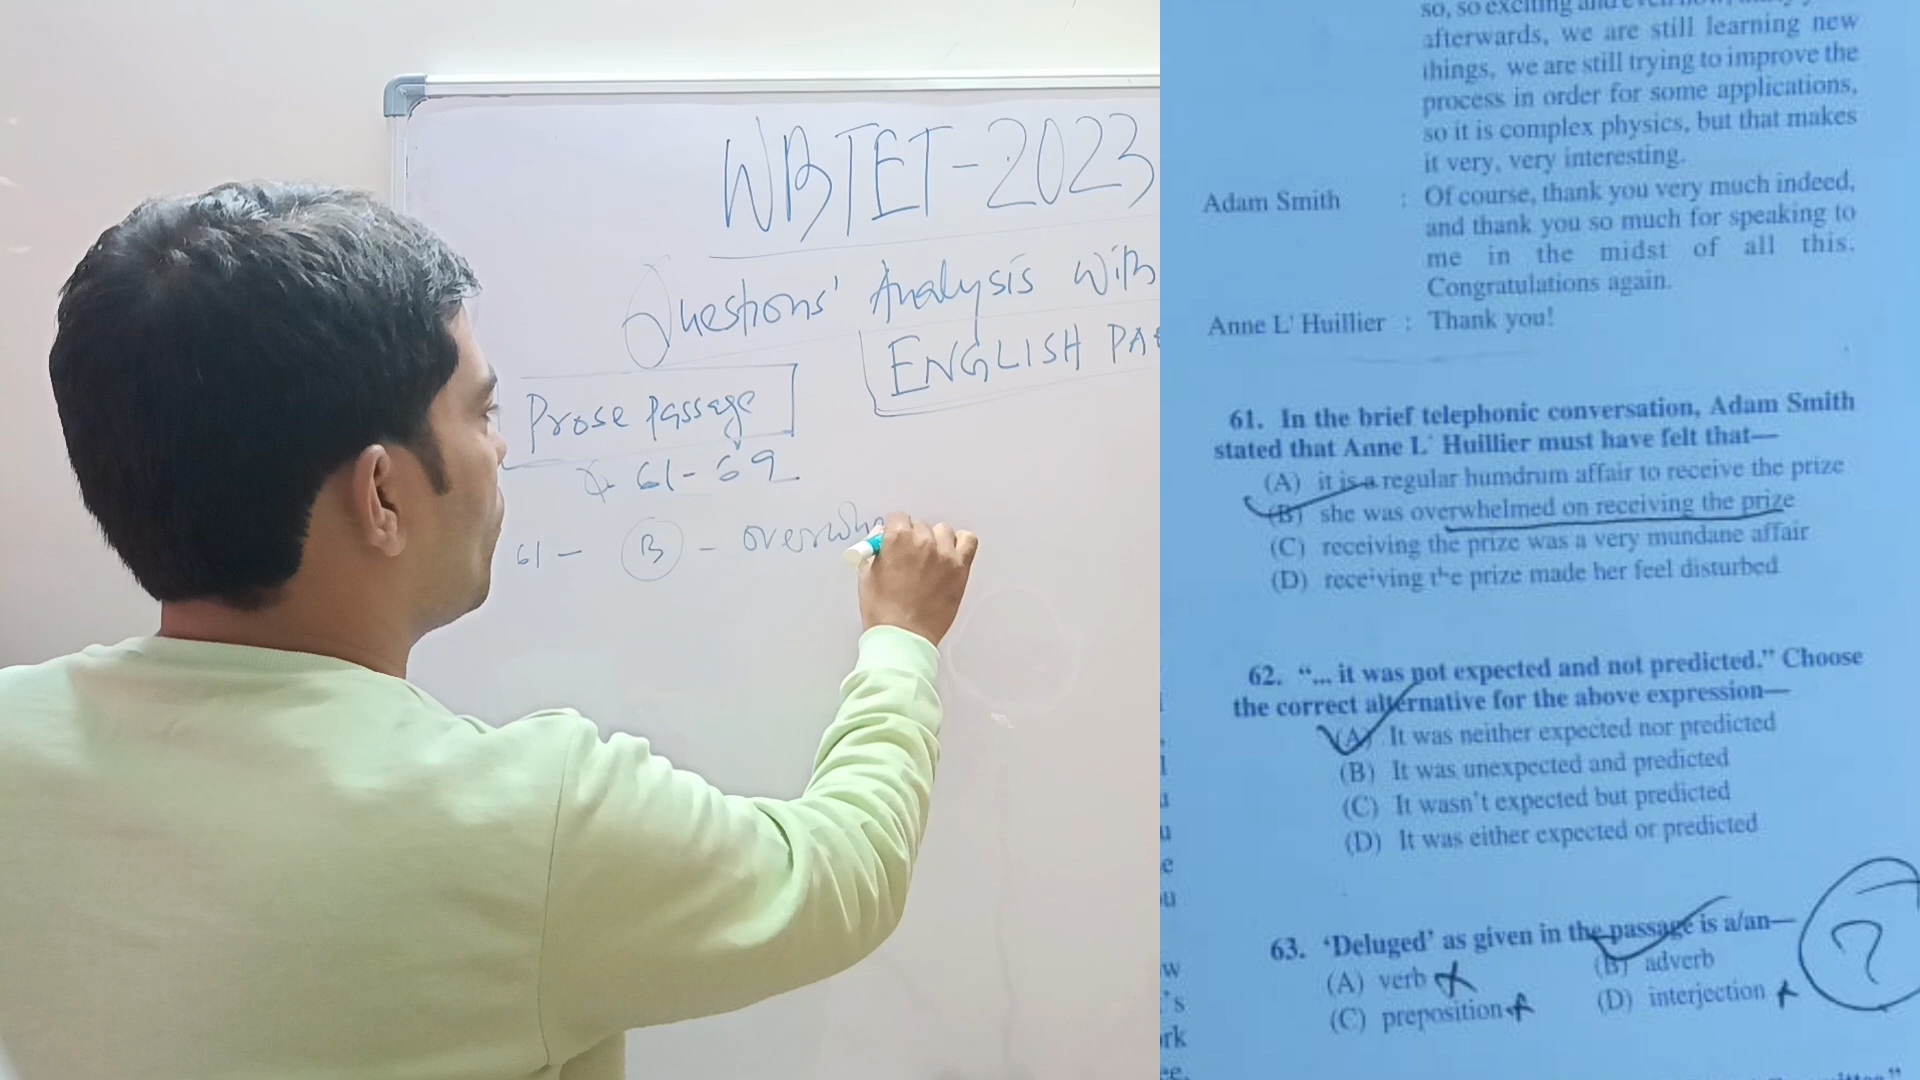 WBTET-2023
Questions' Analysis With
ENGLISH
Prose Passage
61-69
61 - B -
so, so exciting and even now,
afterwards, we are still learning new
things, we are still trying to improve the
process in order for some applications,
so it is complex physics, but that makes
it very, very interesting.
Adam Smith : Of course, thank you very much indeed,
and thank you so much for speaking to
me in the midst of all this.
Congratulations again.
Anne L' Huillier : Thank you!
61. In the brief telephonic conversation, Adam Smith
stated that Anne L' Huillier must have felt that—
(A) it is a regular humdrum affair to receive the prize
(B) she was overwhelmed on receiving the prize
(C) receiving the prize was a very mundane affair
(D) receiving the prize made her feel disturbed
62. “... it was not expected and not predicted.” Choose
the correct alternative for the above expression—
(A) It was neither expected nor predicted
(B) It was unexpected and predicted
(C) It wasn't expected but predicted
(D) It was either expected or predicted
63. ‘Deluged’ as given in the passage is a/an—
(A) verb (B) adverb
(C) preposition (D) interjection
?